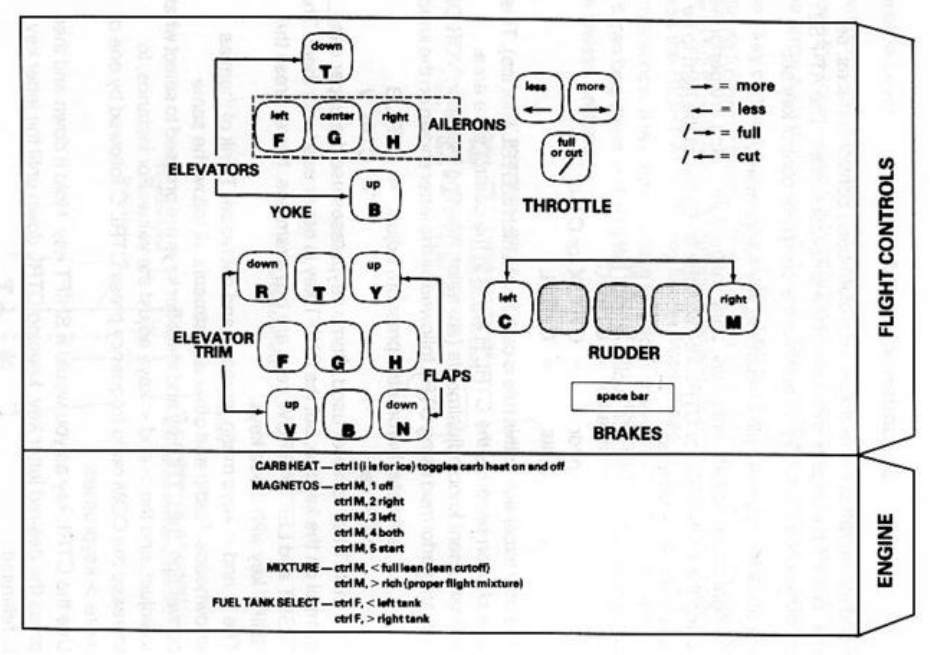 down
T
left
F
center
G
right
H
AILERONS
ELEVATORS
up
B
YOKE
less
←
more
→
full
or cut
/
THROTTLE
→ = more
← = less
/ → = full
/ ← = cut
down
R
T
up
Y
ELEVATOR
TRIM
F
G
H
FLAPS
up
V
B
down
N
left
C
right
M
RUDDER
space bar
BRAKES
FLIGHT CONTROLS
CARB HEAT — ctrl I (i is for ice) toggles carb heat on and off
MAGNETOS — ctrl M, 1 off
ctrl M, 2 right
ctrl M, 3 left
ctrl M, 4 both
ctrl M, 5 start
MIXTURE — ctrl M, < full lean (lean cutoff)
ctrl M, > rich (proper flight mixture)
FUEL TANK SELECT — ctrl F, < left tank
ctrl F, > right tank
ENGINE